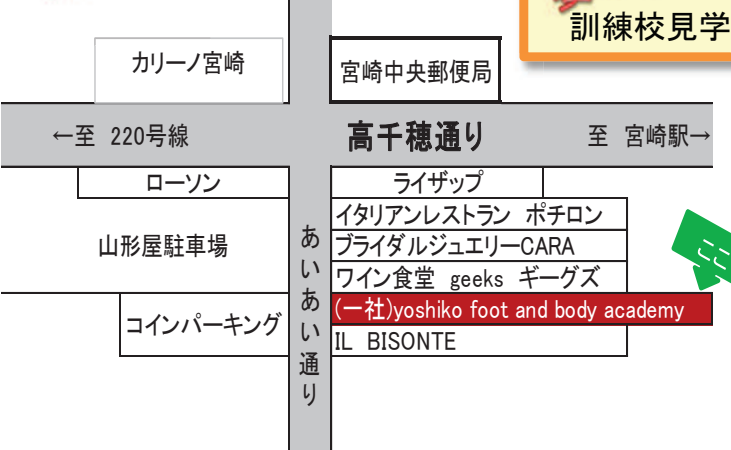 訓練校見学
カリーノ宮崎
宮崎中央郵便局
←至 220号線
高千穂通り
至 宮崎駅→
ローソン
ライザップ
イタリアンレストラン ポチロン
山形屋駐車場
ブライダルジュエリーCARA
ワイン食堂 geeks ギーグズ
(一社)yoshiko foot and body academy
コインパーキング
IL BISONTE
あいあい通り